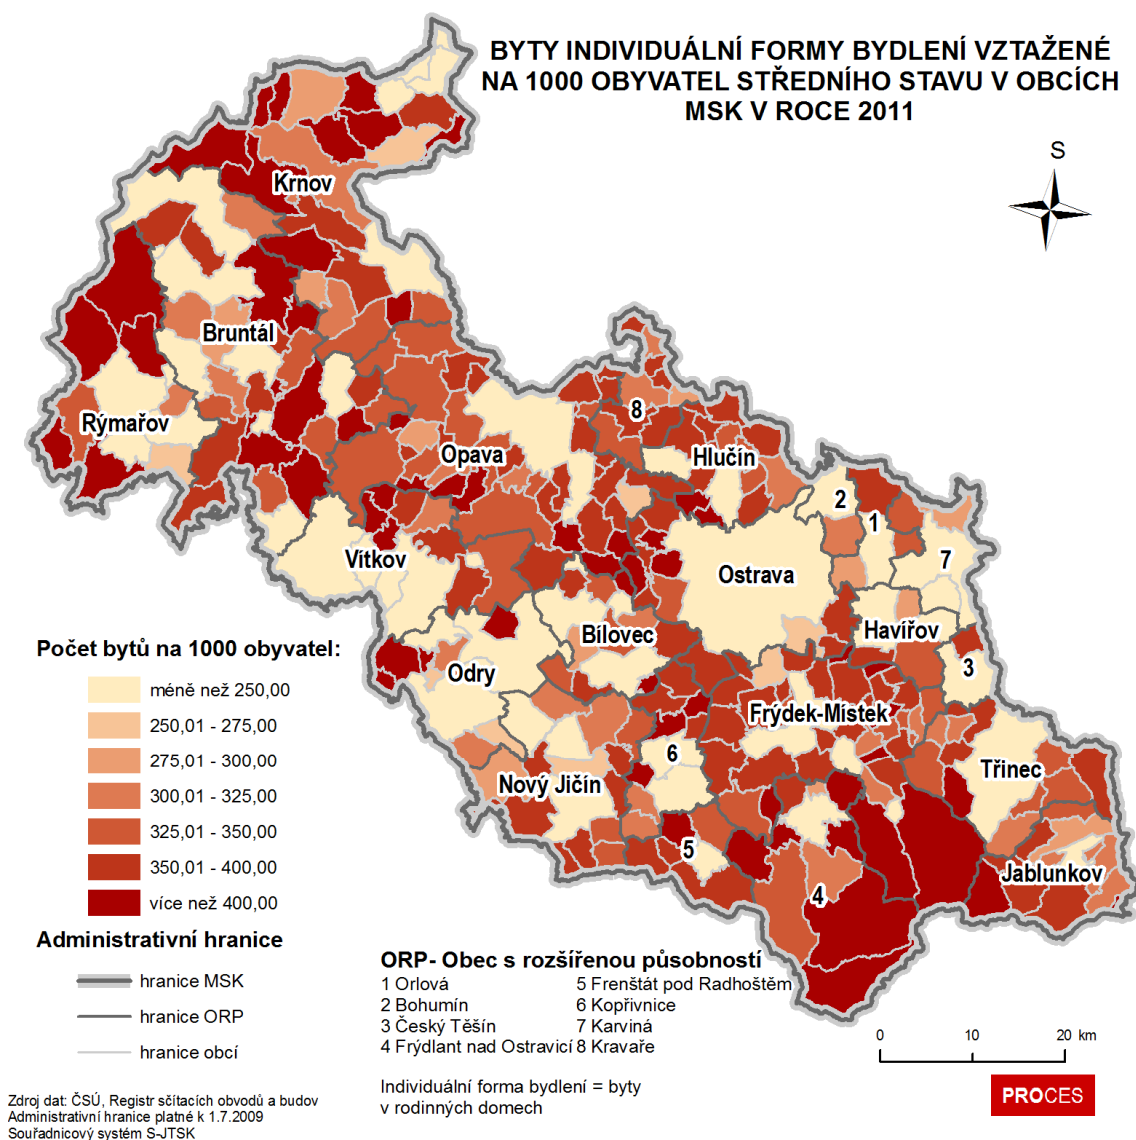 BYTY INDIVIDUÁLNÍ FORMY BYDLENÍ VZTAŽENÉ
NA 1000 OBYVATEL STŘEDNÍHO STAVU V OBCÍCH
MSK V ROCE 2011
S
Krnov
Bruntál
Rýmařov
8
Opava
Hlučín
2
1
7
Vítkov
Ostrava
Bílovec
Havířov
3
Odry
Frýdek-Místek
6
Třinec
Nový Jičín
5
4
Jablunkov
Počet bytů na 1000 obyvatel:
méně než 250,00
250,01 - 275,00
275,01 - 300,00
300,01 - 325,00
325,01 - 350,00
350,01 - 400,00
více než 400,00
Administrativní hranice
hranice MSK
hranice ORP
hranice obcí
ORP- Obec s rozšířenou působností
1 Orlová
2 Bohumín
3 Český Těšín
4 Frýdlant nad Ostravicí
5 Frenštát pod Radhoštěm
6 Kopřivnice
7 Karviná
8 Kravaře
Individuální forma bydlení = byty
v rodinných domech
0 10 20 km
PROCES
Zdroj dat: ČSÚ, Registr sčítacích obvodů a budov
Administrativní hranice platné k 1.7.2009
Souřadnicový systém S-JTSK